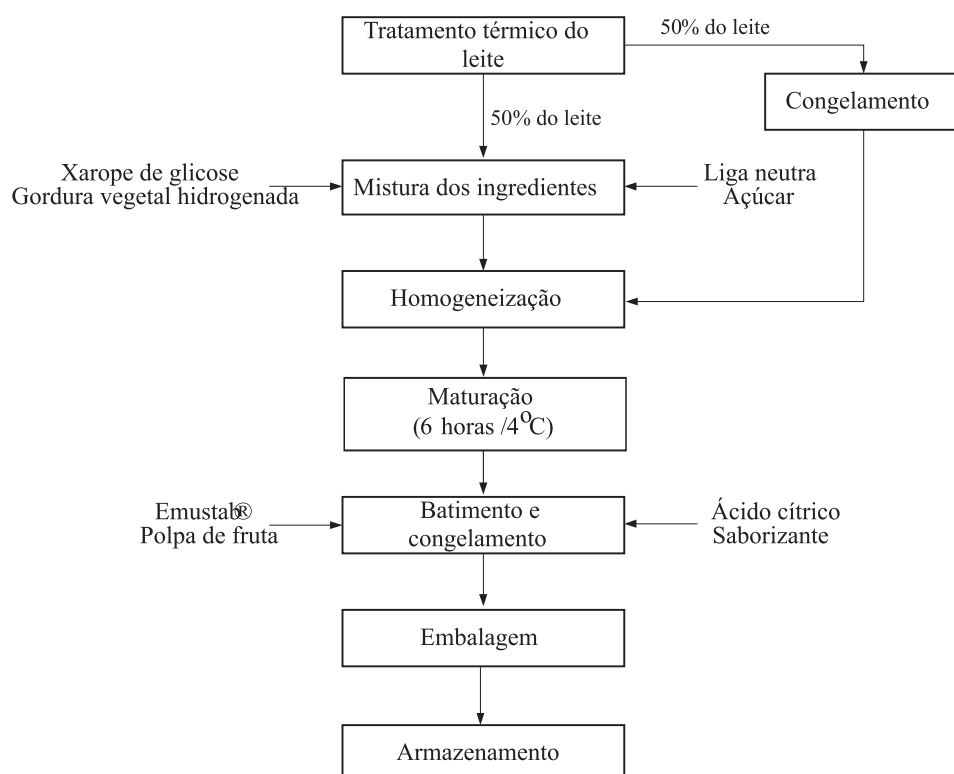 Tratamento térmico do
leite
50% do leite
Congelamento
50% do leite
Xarope de glicose
Gordura vegetal hidrogenada
Mistura dos ingredientes
Liga neutra
Açúcar
Homogeneização
Maturação
(6 horas /4ºC)
Emustab®
Polpa de fruta
Batimento e
congelamento
Ácido cítrico
Saborizante
Embalagem
Armazenamento